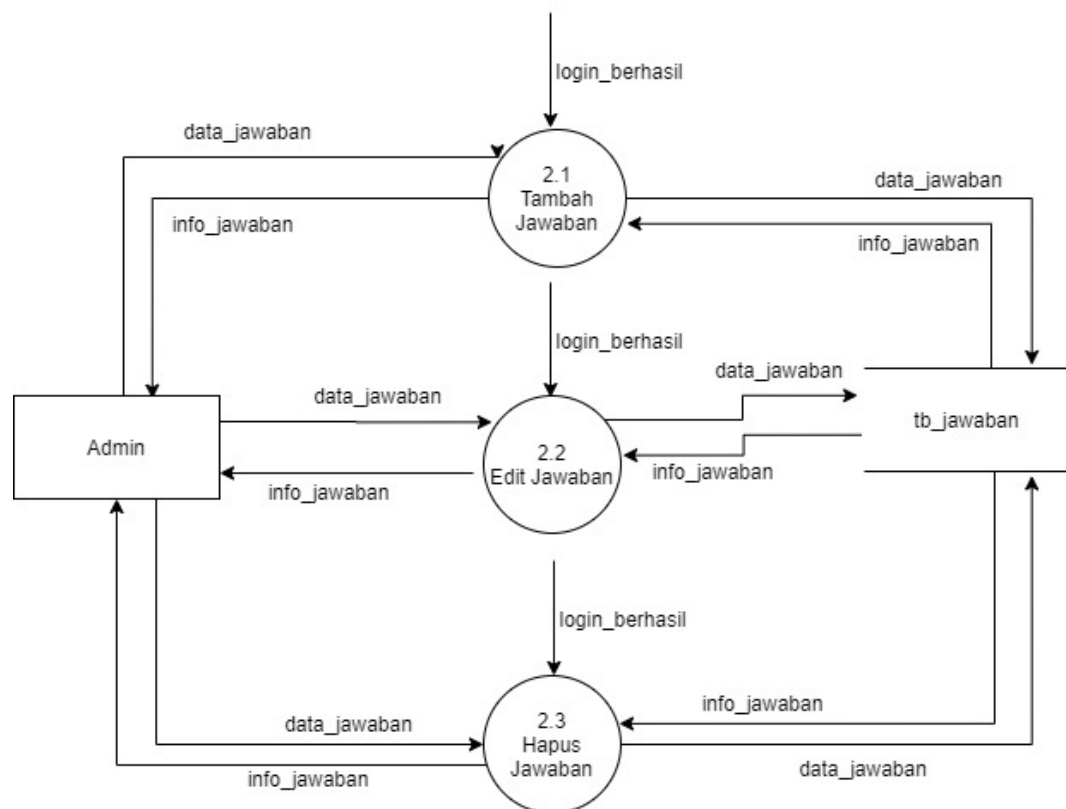 login_berhasil
data_jawaban
2.1
Tambah
Jawaban
data_jawaban
info_jawaban
info_jawaban
login_berhasil
data_jawaban
data_jawaban
Admin
2.2
Edit Jawaban
tb_jawaban
info_jawaban
info_jawaban
login_berhasil
info_jawaban
2.3
Hapus
Jawaban
data_jawaban
data_jawaban
info_jawaban